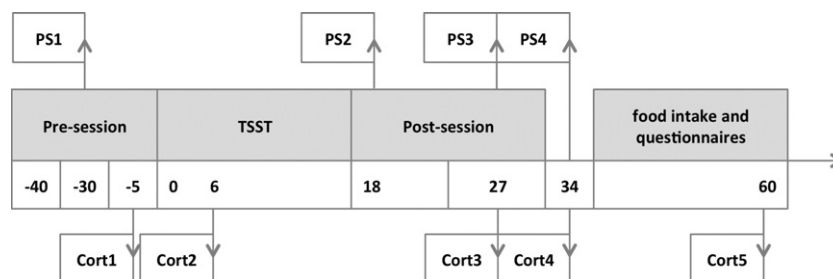 PS1 PS2 PS3 PS4
Pre-session TSST Post-session food intake and
questionnaires
-40 -30 -5 0 6 18 27 34 60
Cort1 Cort2 Cort3 Cort4 Cort5